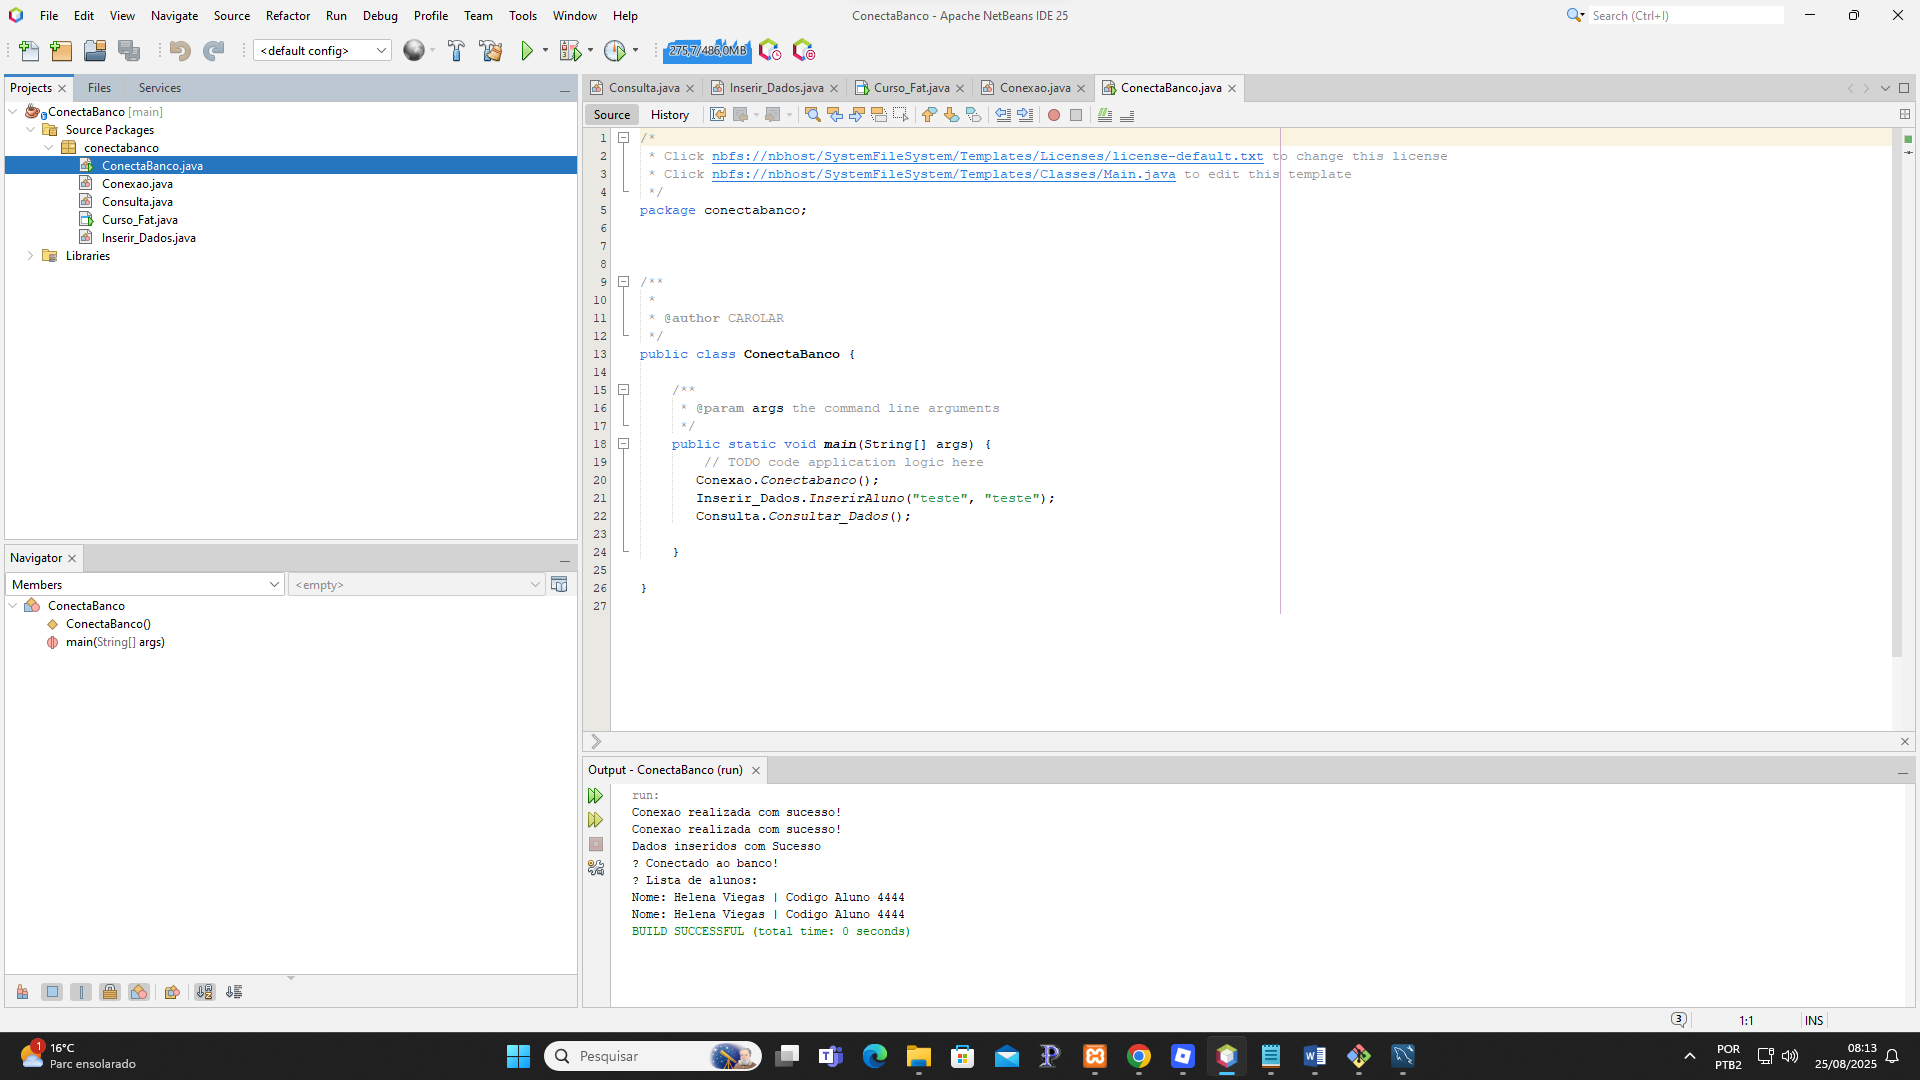 File Edit View Navigate Source Refactor Run Debug Profile Team Tools Window Help
ConectaBanco - Apache NetBeans IDE 25
Search (Ctrl+I)
<default config>
275,7/486,0MB
Projects Files Services
ConectaBanco [main]
Source Packages
conectabanco
ConectaBanco.java
Conexao.java
Consulta.java
Curso_Fat.java
Inserir_Dados.java
Libraries
Navigator
Members
<empty>
ConectaBanco
ConectaBanco()
main(String[] args)
Consulta.java Inserir_Dados.java Curso_Fat.java Conexao.java ConectaBanco.java
Source History
1 /*
2 * Click nbfs://nbhost/SystemFileSystem/Templates/Licenses/license-default.txt to change this license
3 * Click nbfs://nbhost/SystemFileSystem/Templates/Classes/Main.java to edit this template
4 */
5 package conectabanco;
6
7
8
9 /**
10 *
11 * @author CAROLAR
12 */
13 public class ConectaBanco {
14
15 /**
16 * @param args the command line arguments
17 */
18 public static void main(String[] args) {
19 // TODO code application logic here
20 Conexao.Conectabanco();
21 Inserir_Dados.InserirAluno("teste", "teste");
22 Consulta.Consultar_Dados();
23
24 }
25
26 }
27
Output - ConectaBanco (run)
run:
Conexao realizada com sucesso!
Conexao realizada com sucesso!
Dados inseridos com Sucesso
? Conectado ao banco!
? Lista de alunos:
Nome: Helena Viegas | Codigo Aluno 4444
Nome: Helena Viegas | Codigo Aluno 4444
BUILD SUCCESSFUL (total time: 0 seconds)
3
1:1
INS
1
16°C
Parc ensolarado
Pesquisar
POR
PTB2
08:13
25/08/2025